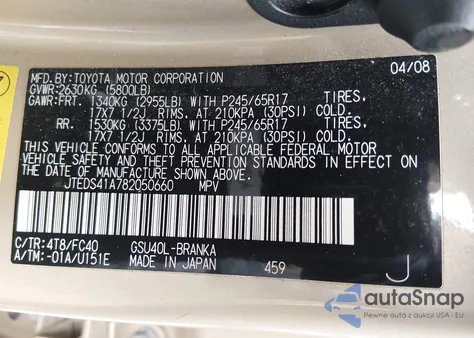 MFD. BY: TOYOTA MOTOR CORPORATION 04/08
GVWR: 2630KG (5800LB)
GAWR: FRT. 1340KG (2955LB) WITH P245/65R17 TIRES,
17X7 1/2J RIMS, AT 210KPA (30PSI) COLD.
RR. 1530KG (3375LB) WITH P245/65R17 TIRES,
17X7 1/2J RIMS, AT 210KPA (30PSI) COLD.
THIS VEHICLE CONFORMS TO ALL APPLICABLE FEDERAL MOTOR
VEHICLE SAFETY AND THEFT PREVENTION STANDARDS IN EFFECT ON
THE DATE OF MANUFACTURE SHOWN ABOVE.
JTEDS41A782050660 MPV
C/TR: 4T8/FC40 GSU40L-BRANKA
A/TM: -01A/U151E MADE IN JAPAN 459 J
autoSnap
Pewne auta z USA i EU